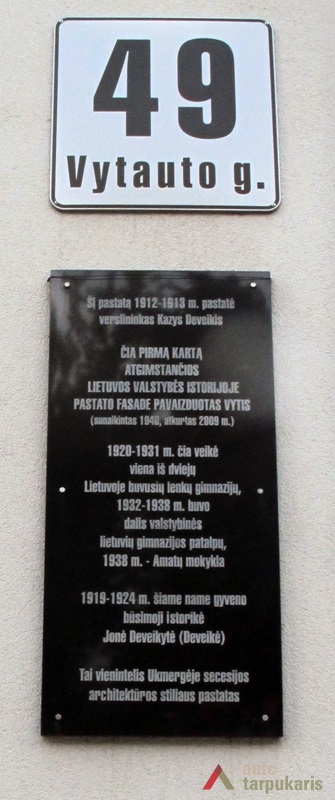 49
Vytauto g.
Šį pastatą 1912-1913 m. pastatė
verslininkas Kazys Deveikis
ČIA PIRMĄ KARTĄ
ATGIMSTANČIOS
LIETUVOS VALSTYBĖS ISTORIJOJE
PASTATO FASADE PAVAIZDUOTAS VYTIS
(sunaikintas 1940, atkurtas 2009 m.)
1920-1931 m. čia veikė
viena iš dviejų
Lietuvoje buvusių lenkų gimnazijų,
1932-1938 m. buvo
dalis valstybinės
lietuvių gimnazijos patalpų,
1938 m. - Amatų mokykla
1919-1924 m. šiame name gyveno
būsimoji istorikė
Jonė Deveikytė (Deveikė)
Tai vienintelis Ukmergėje secesijos
architektūros stiliaus pastatas
autc
tarpukaris